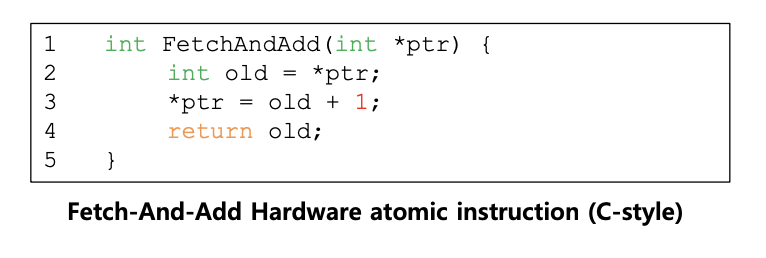 1 int FetchAndAdd(int *ptr) {
2 int old = *ptr;
3 *ptr = old + 1;
4 return old;
5 }
Fetch-And-Add Hardware atomic instruction (C-style)